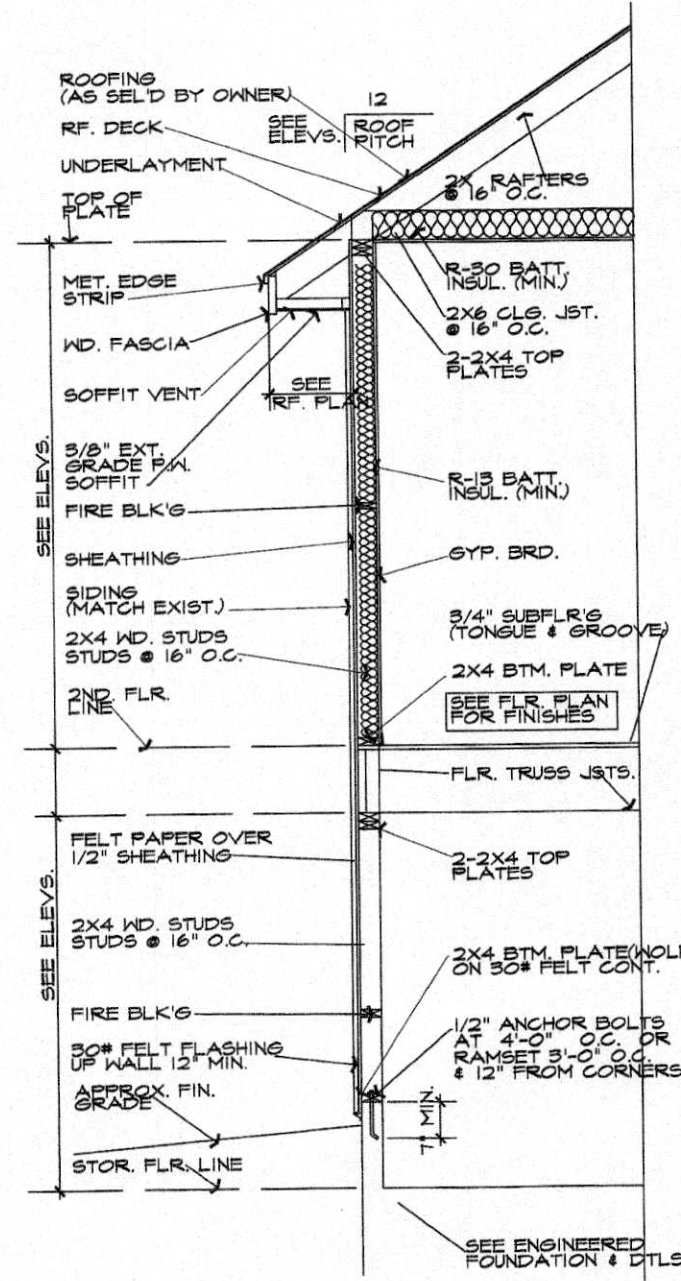 ROOFING
(AS SEL'D BY OWNER)
RF. DECK
UNDERLAYMENT
TOP OF
PLATE
MET. EDGE
STRIP
WD. FASCIA
SOFFIT VENT
3/8" EXT.
GRADE P.W.
SOFFIT
FIRE BLK'G
SHEATHING
SIDING
(MATCH EXIST.)
2X4 WD. STUDS
STUDS @ 16" O.C.
2ND. FLR.
LINE
FELT PAPER OVER
1/2" SHEATHING
2X4 WD. STUDS
STUDS @ 16" O.C.
FIRE BLK'G
30# FELT FLASHING
UP WALL 12" MIN.
APPROX. FIN.
GRADE
STOR. FLR. LINE
SEE ELEVS.
SEE ELEVS.
12
SEE
ELEVS.
ROOF
PITCH
SEE
RF. PLAN
2X RAFTERS
@ 16" O.C.
R-30 BATT.
INSUL. (MIN.)
2X6 CLG. JST.
@ 16" O.C.
2-2X4 TOP
PLATES
R-13 BATT.
INSUL. (MIN.)
GYP. BRD.
3/4" SUBFLR'G
(TONGUE & GROOVE)
2X4 BTM. PLATE
SEE FLR. PLAN
FOR FINISHES
FLR. TRUSS JSTS.
2-2X4 TOP
PLATES
2X4 BTM. PLATE(WOLM
ON 30# FELT CONT.
1/2" ANCHOR BOLTS
AT 4'-0" O.C. OR
RAMSET 3'-0" O.C.
& 12" FROM CORNERS
7" MIN.
SEE ENGINEERED
FOUNDATION & DTLS